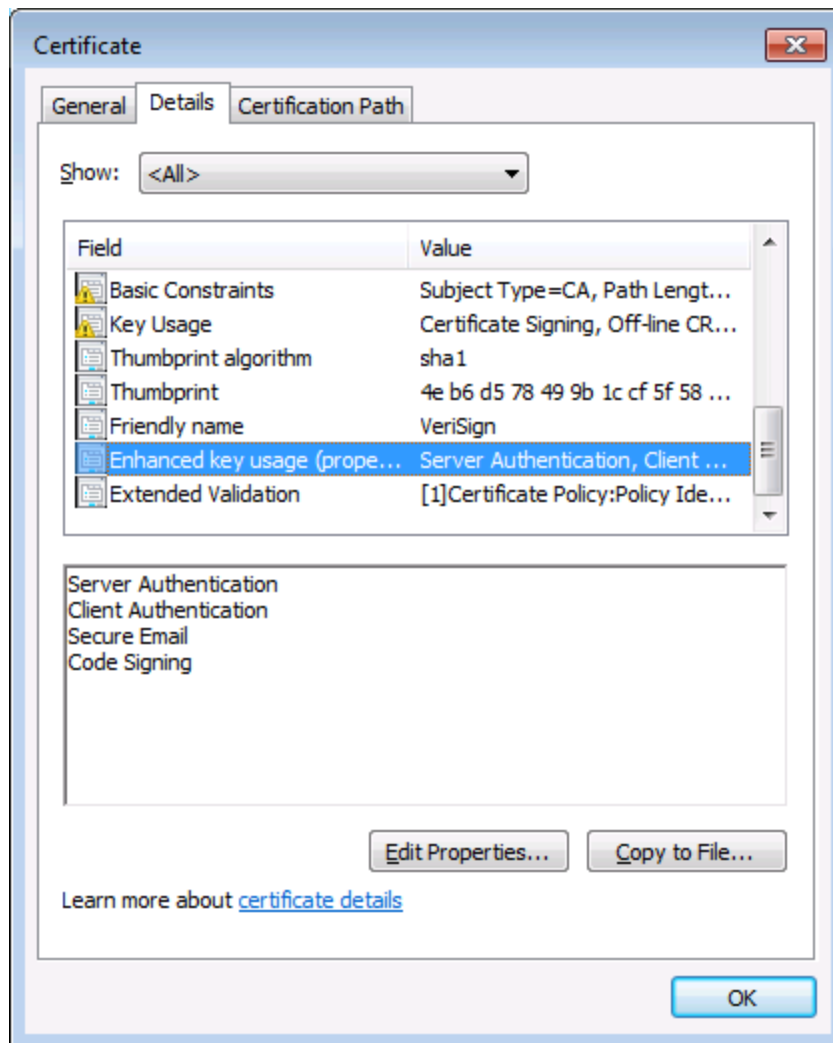 Certificate
General Details Certification Path
Show: <All>
Field Value
Basic Constraints Subject Type=CA, Path Lengt...
Key Usage Certificate Signing, Off-line CR...
Thumbprint algorithm sha1
Thumbprint 4e b6 d5 78 49 9b 1c cf 5f 58 ...
Friendly name VeriSign
Enhanced key usage (prope... Server Authentication, Client ...
Extended Validation [1]Certificate Policy:Policy Ide...
Server Authentication
Client Authentication
Secure Email
Code Signing
Edit Properties... Copy to File...
Learn more about certificate details
OK